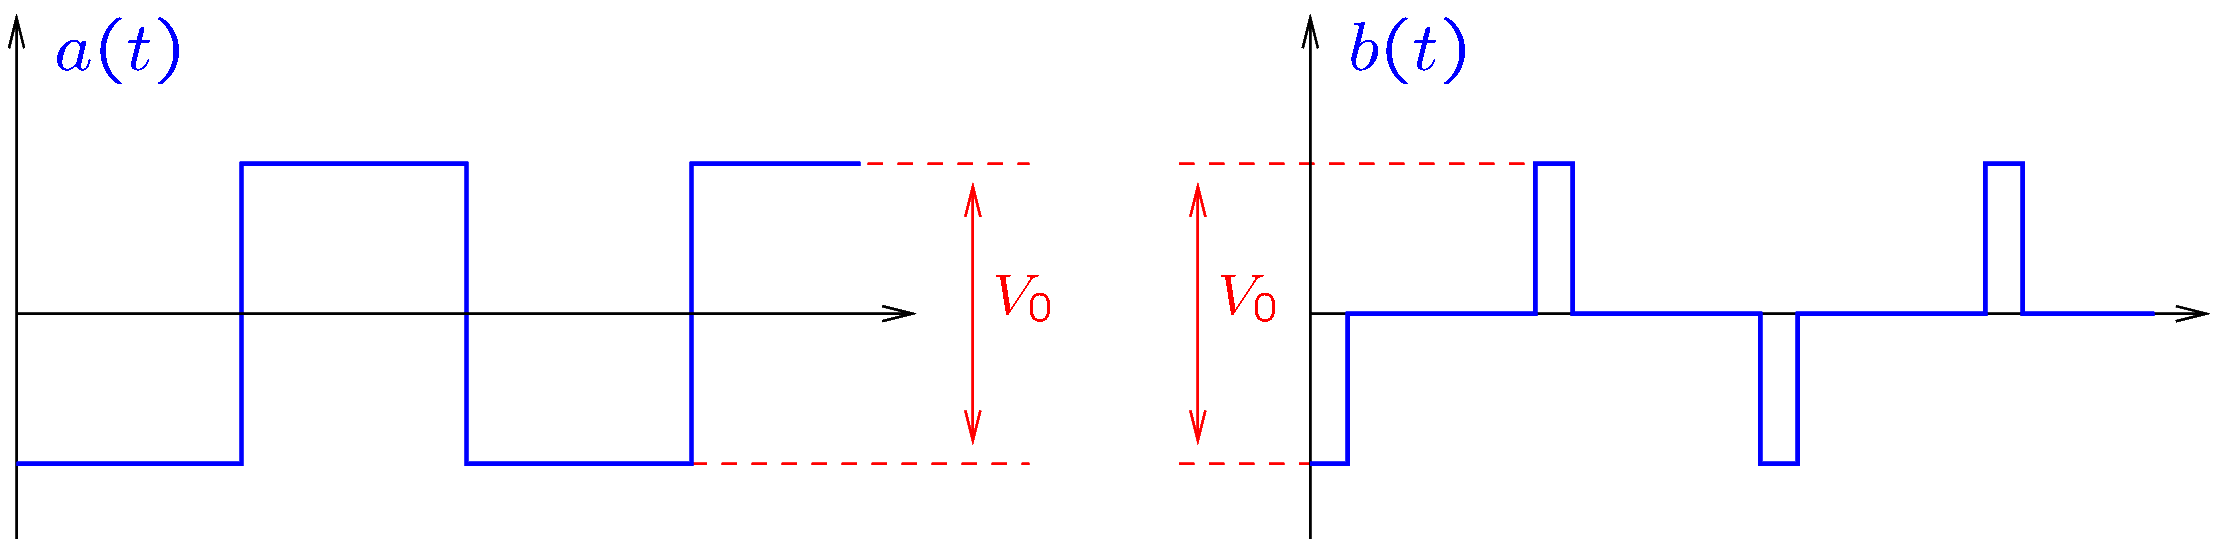 a(t)
b(t)
V₀
V₀